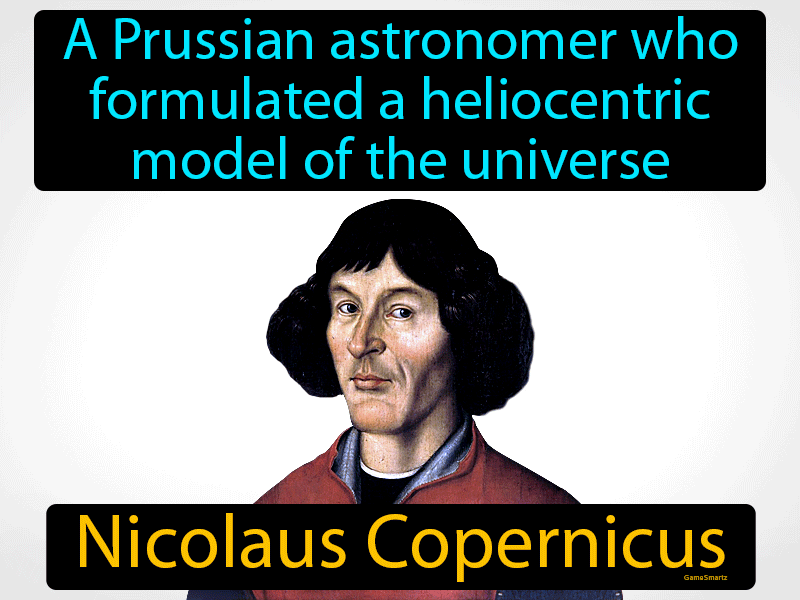 A Prussian astronomer who
formulated a heliocentric
model of the universe
Nicolaus Copernicus
GameSmartz